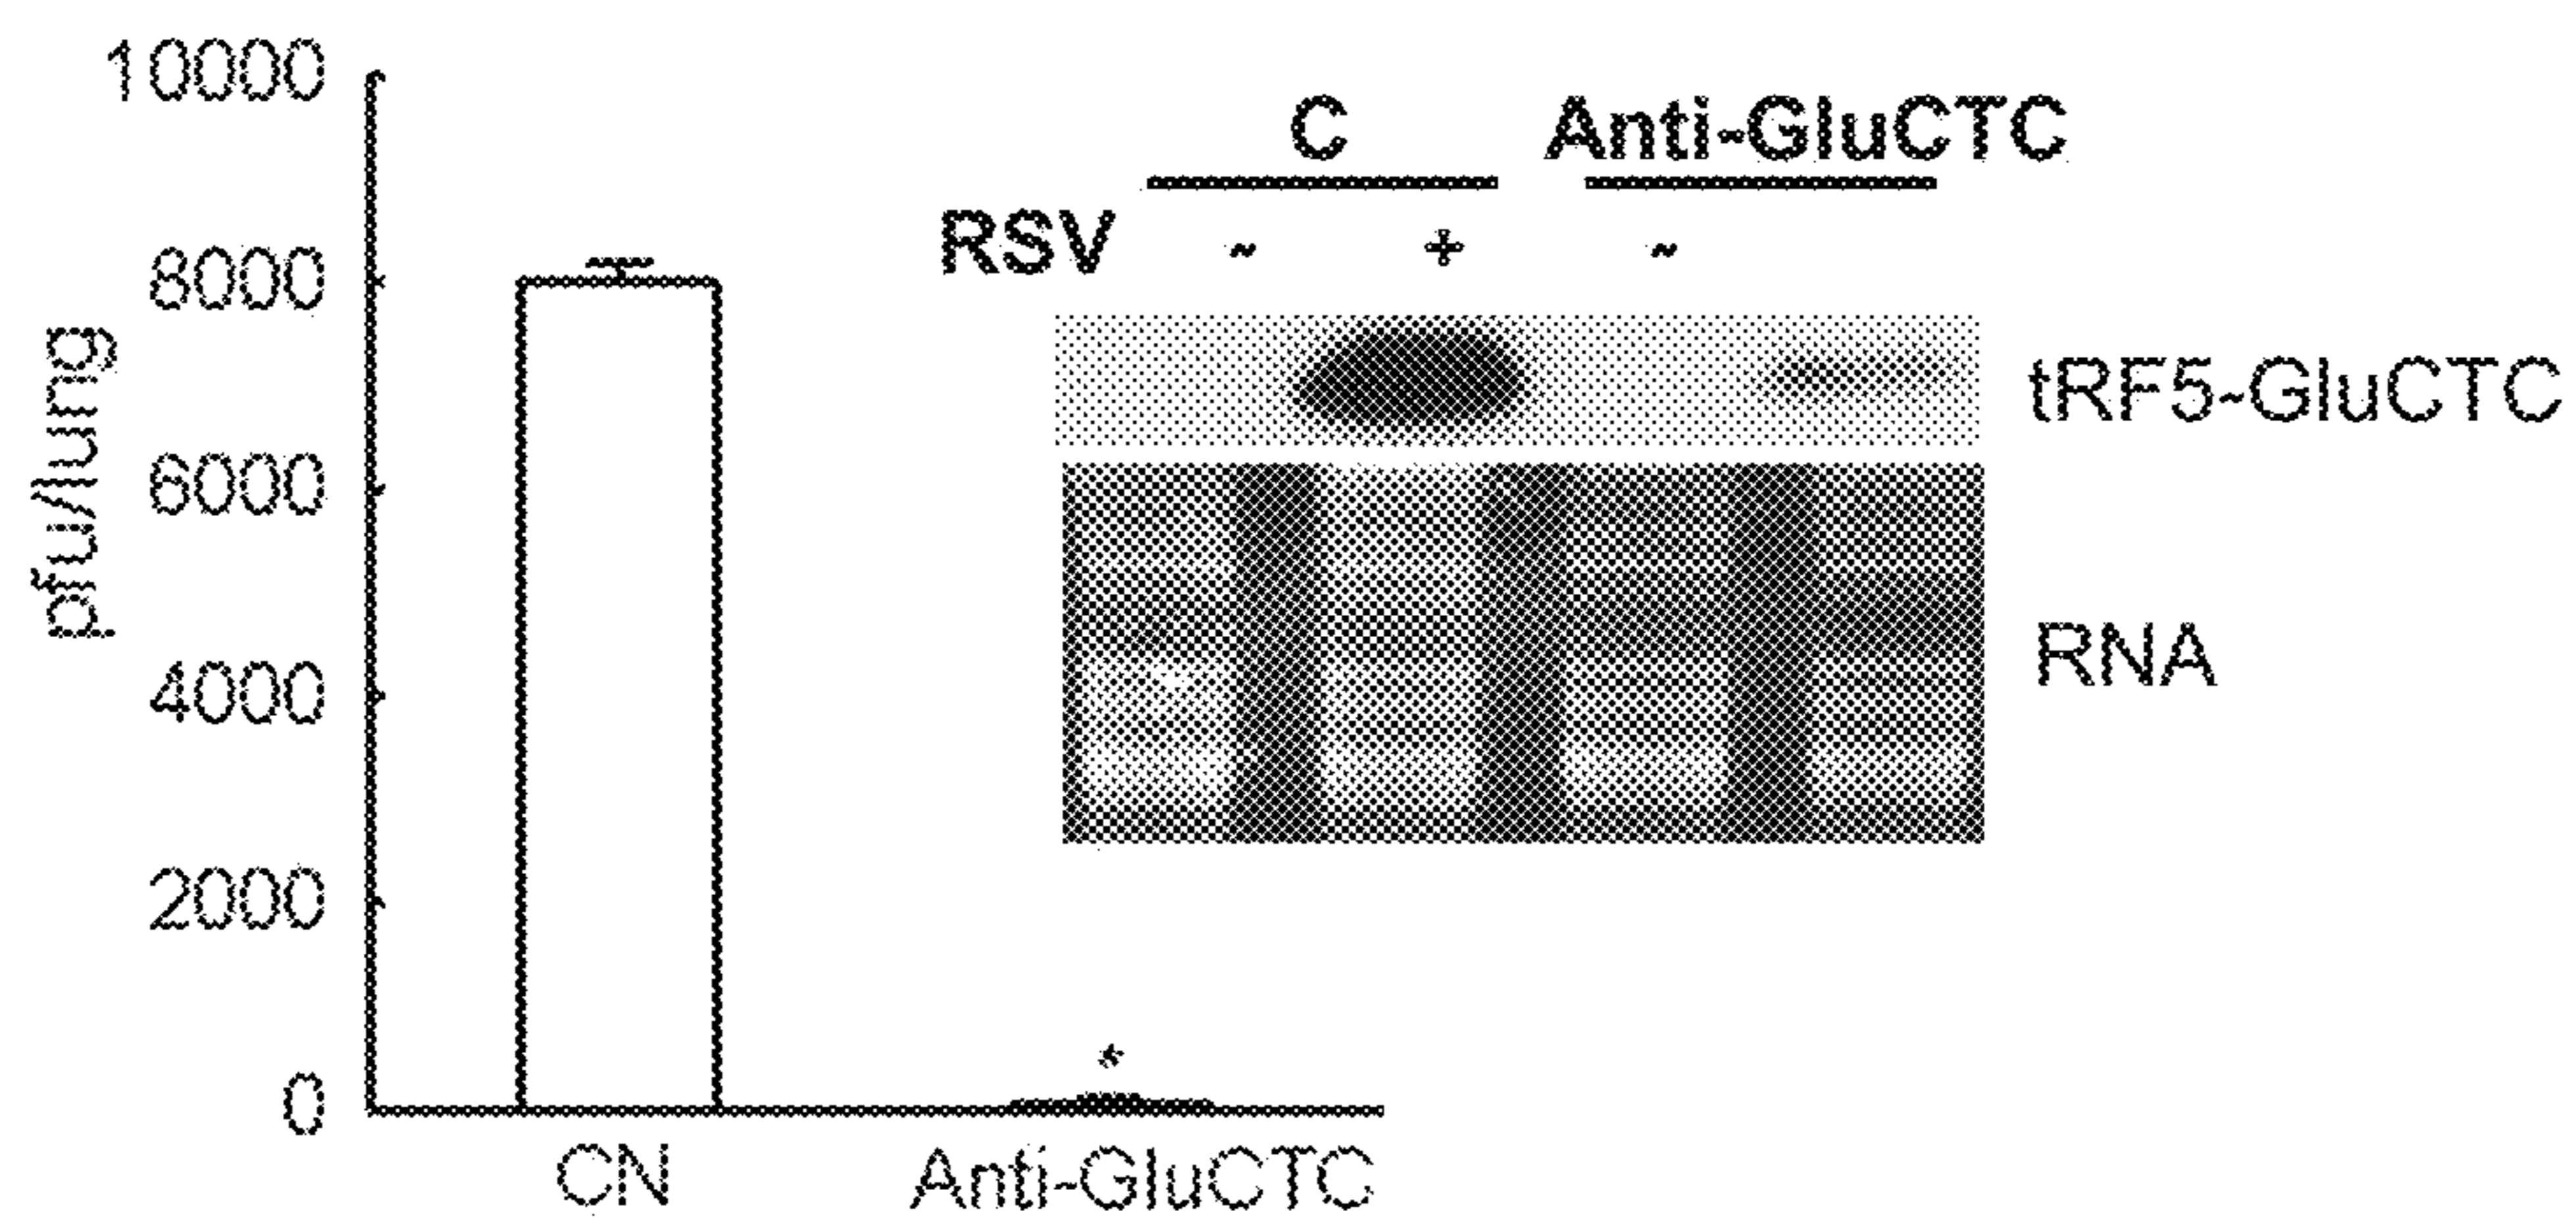 10000
8000
6000
4000
2000
0
pfu/lung
CN
Anti-GluCTC
*
C Anti-GluCTC
RSV - + -
tRF5-GluCTC
RNA